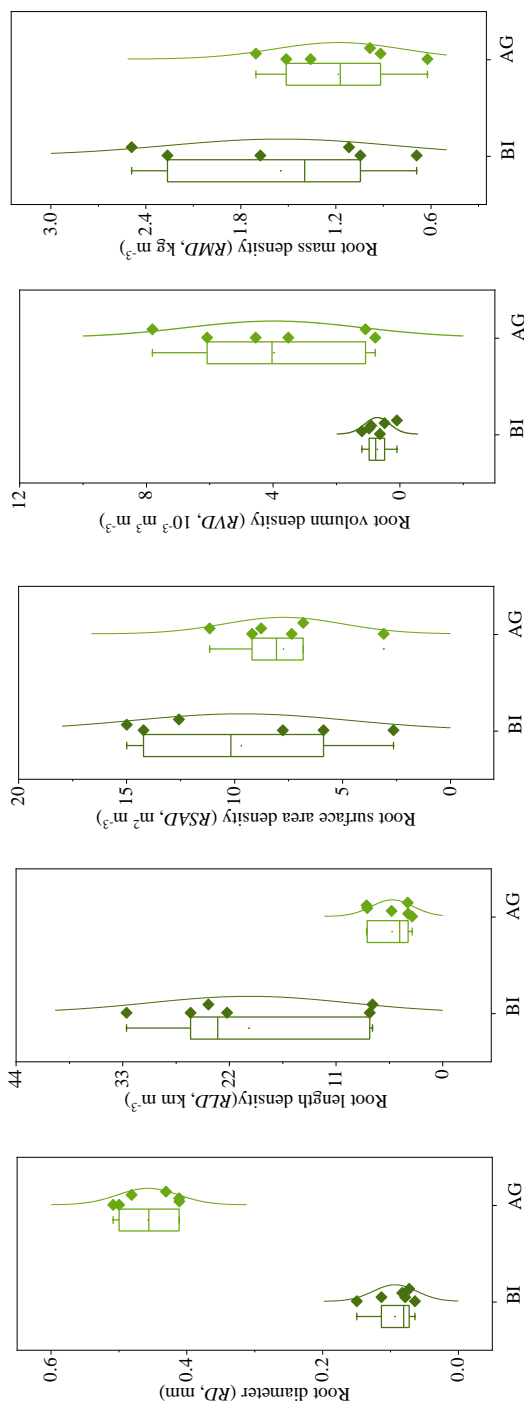 Root diameter (RD, mm)
0.6
0.4
0.2
0.0
BI
AG
Root length density(RLD, km m⁻³)
44
33
22
11
0
BI
AG
Root surface area density (RSAD, m² m⁻³)
20
15
10
5
0
BI
AG
Root volumn density (RVD, 10⁻³ m³ m⁻³)
12
8
4
0
BI
AG
Root mass density (RMD, kg m⁻³)
3.0
2.4
1.8
1.2
0.6
BI
AG